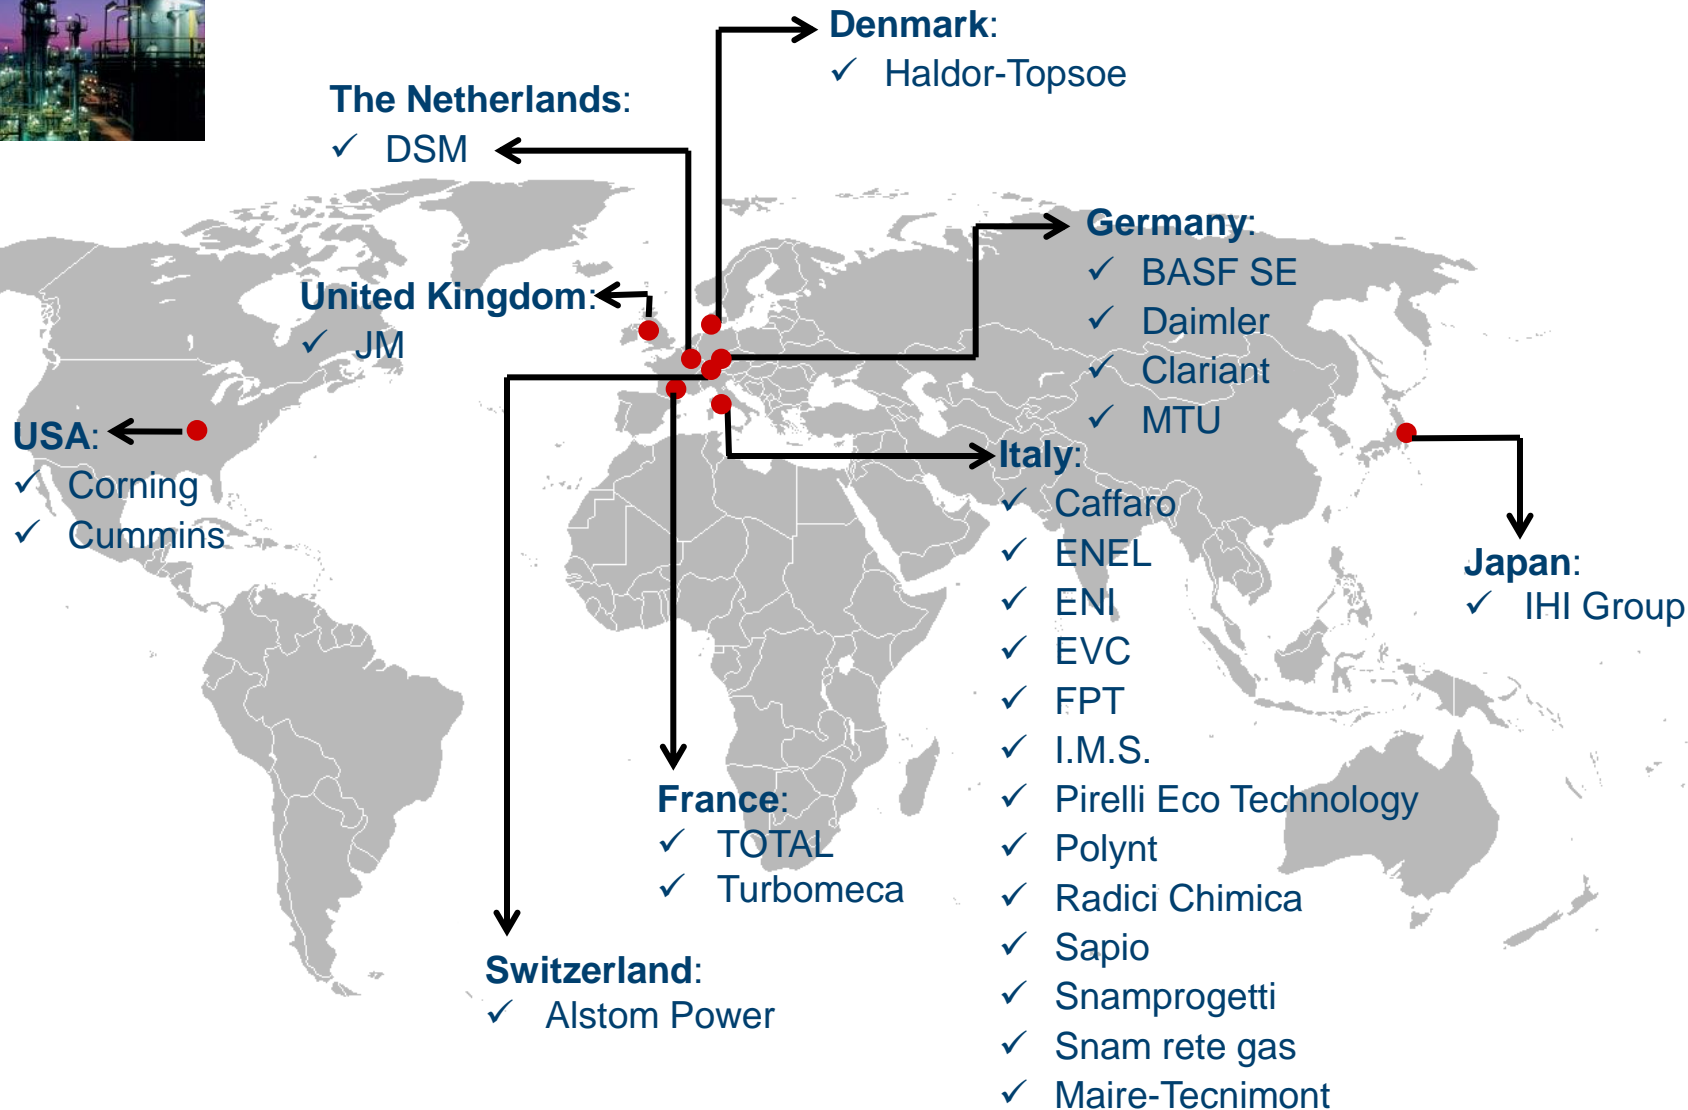 Denmark:
✓ Haldor-Topsoe
The Netherlands:
✓ DSM
Germany:
✓ BASF SE
✓ Daimler
✓ Clariant
✓ MTU
United Kingdom:
✓ JM
USA:
✓ Corning
✓ Cummins
Italy:
✓ Caffaro
✓ ENEL
✓ ENI
✓ EVC
✓ FPT
✓ I.M.S.
✓ Pirelli Eco Technology
✓ Polynt
✓ Radici Chimica
✓ Sapio
✓ Snamprogetti
✓ Snam rete gas
✓ Maire-Tecnimont
Japan:
✓ IHI Group
France:
✓ TOTAL
✓ Turbomeca
Switzerland:
✓ Alstom Power